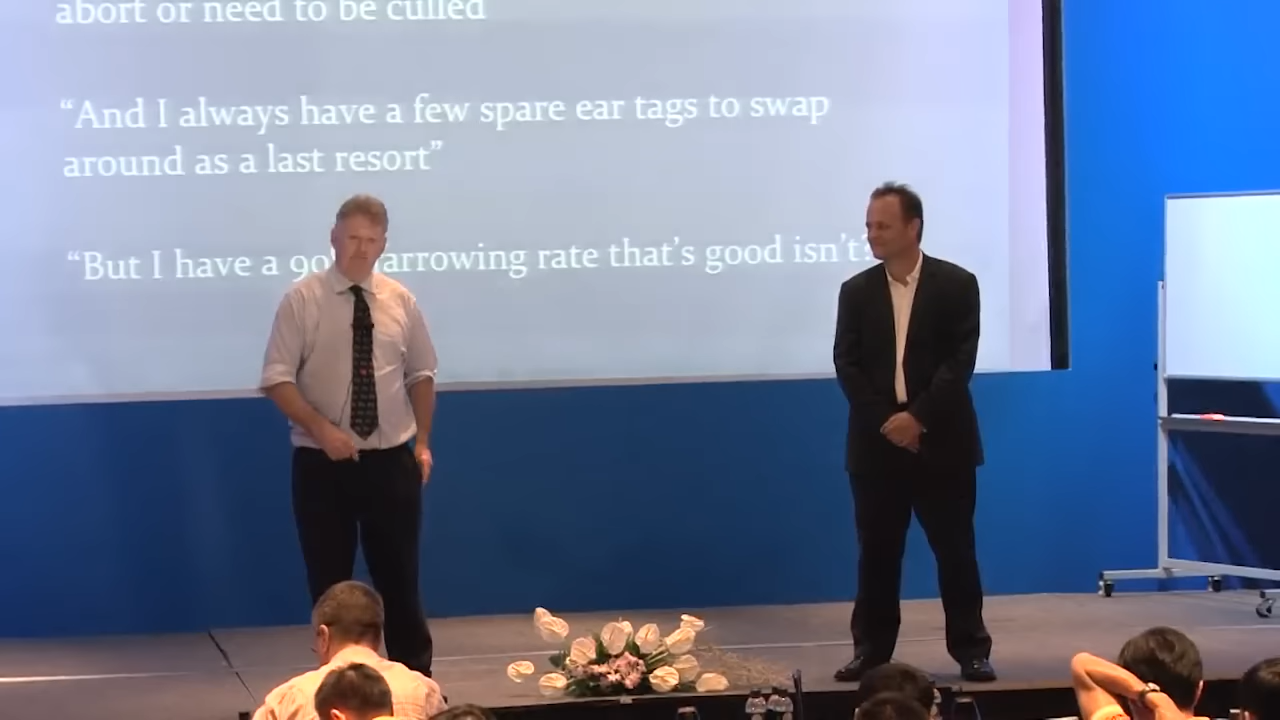 abort or need to be culled
“And I always have a few spare ear tags to swap
around as a last resort”
“But I have a arrowing rate that’s good isn’t?